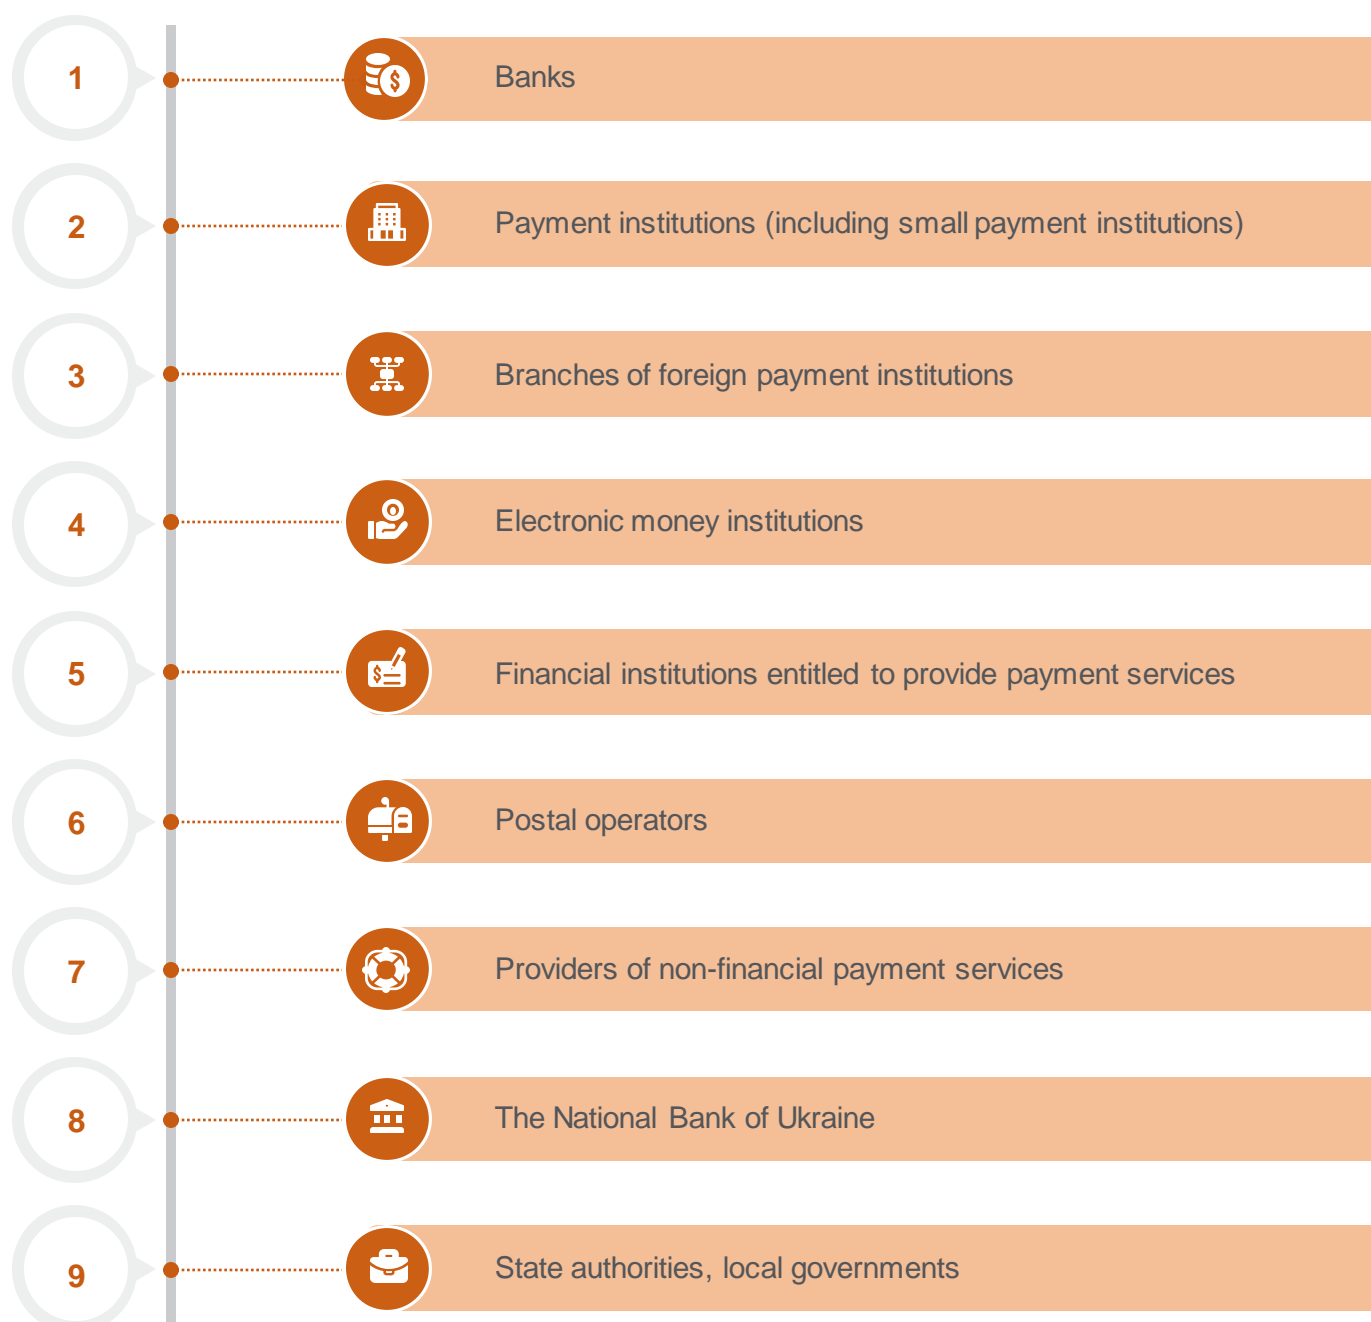 1
Banks
2
Payment institutions (including small payment institutions)
3
Branches of foreign payment institutions
4
Electronic money institutions
5
Financial institutions entitled to provide payment services
6
Postal operators
7
Providers of non-financial payment services
8
The National Bank of Ukraine
9
State authorities, local governments